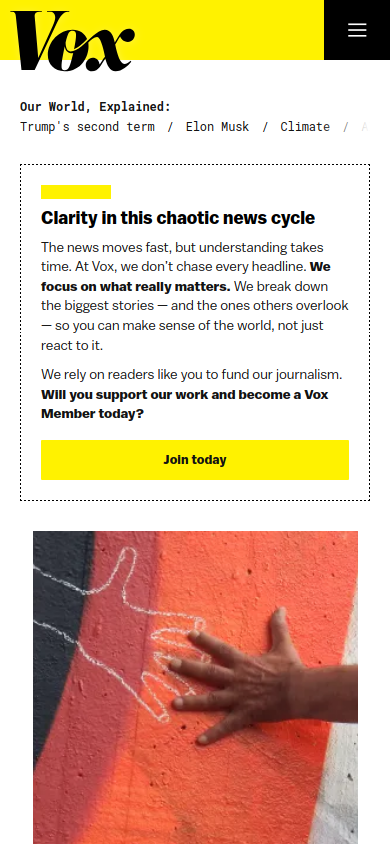 Vox
Our World, Explained:
Trump's second term / Elon Musk / Climate /
Clarity in this chaotic news cycle
The news moves fast, but understanding takes
time. At Vox, we don’t chase every headline. We
focus on what really matters. We break down
the biggest stories — and the ones others overlook
— so you can make sense of the world, not just
react to it.
We rely on readers like you to fund our journalism.
Will you support our work and become a Vox
Member today?
Join today